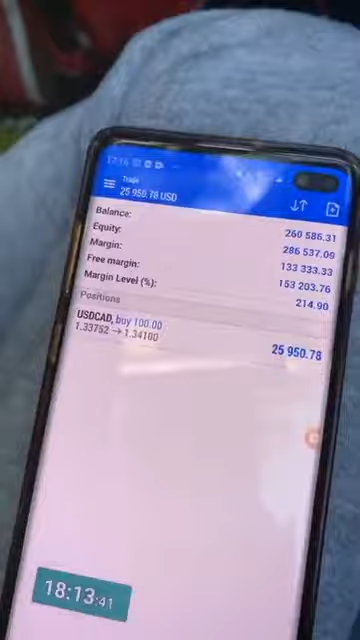 17:16
Trade
25 950.78 USD
Balance: 260 586.31
Equity: 286 537.09
Margin: 133 333.33
Free margin: 153 203.76
Margin Level (%): 214.90
Positions
USDCAD, buy 100.00
1.33752 → 1.34100 25 950.78
18:13:41